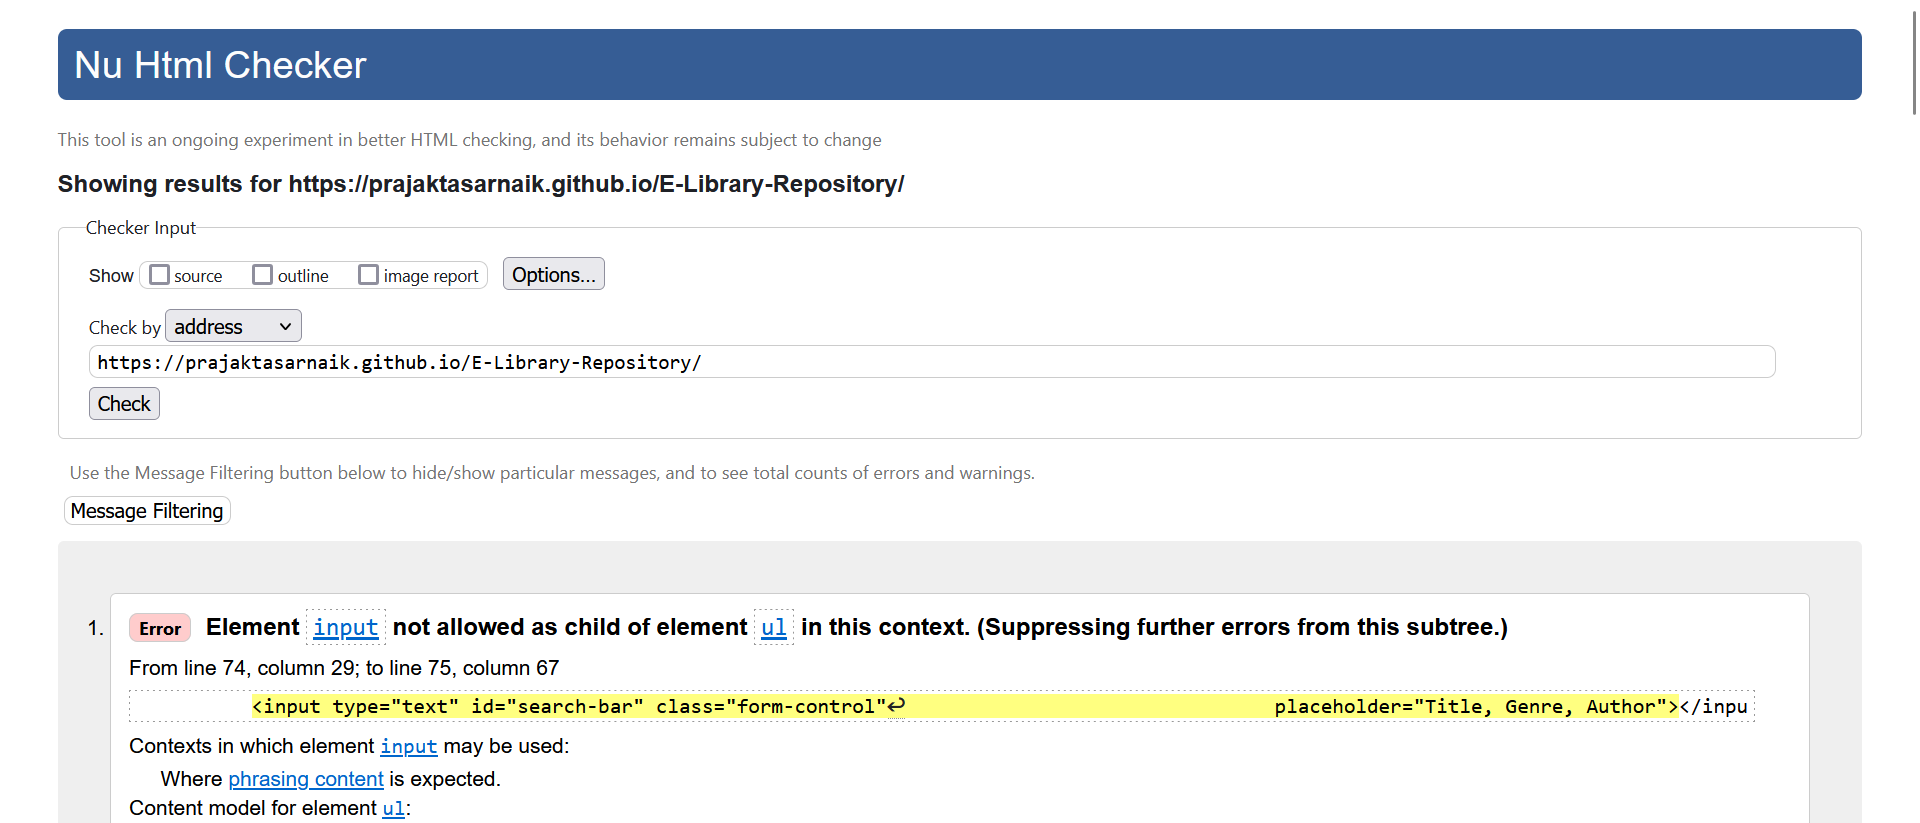 Nu Html Checker
This tool is an ongoing experiment in better HTML checking, and its behavior remains subject to change
Showing results for https://prajaktasarnaik.github.io/E-Library-Repository/
Checker Input
Show source outline image report Options...
Check by address
https://prajaktasarnaik.github.io/E-Library-Repository/
Check
Use the Message Filtering button below to hide/show particular messages, and to see total counts of errors and warnings.
Message Filtering
1. Error Element input not allowed as child of element ul in this context. (Suppressing further errors from this subtree.)
From line 74, column 29; to line 75, column 67
<input type="text" id="search-bar" class="form-control"↩ placeholder="Title, Genre, Author"></inpu
Contexts in which element input may be used:
Where phrasing content is expected.
Content model for element ul: